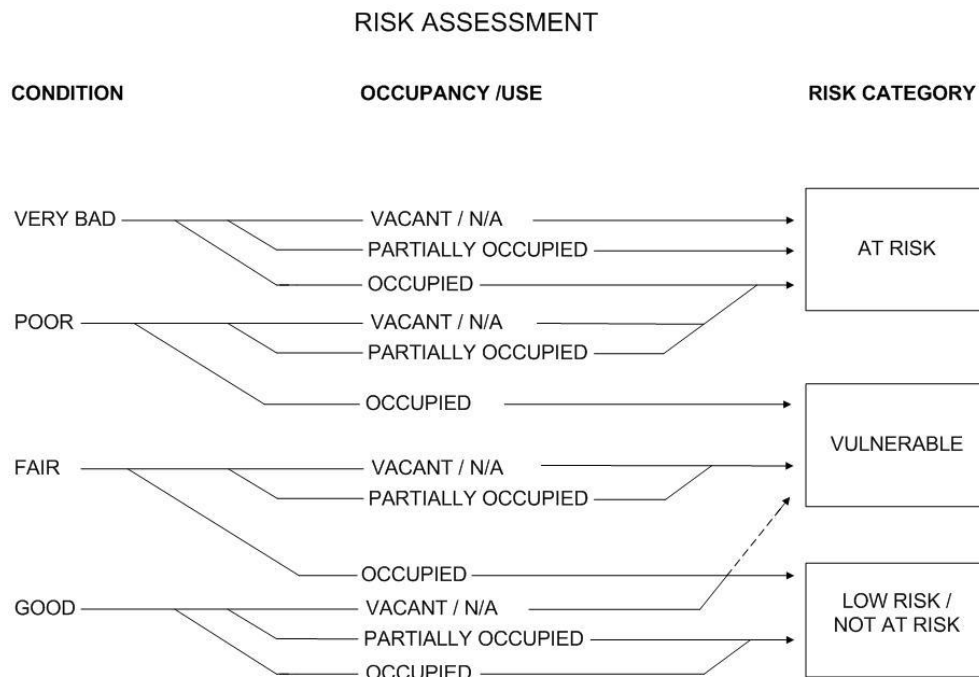 RISK ASSESSMENT
CONDITION OCCUPANCY /USE RISK CATEGORY
VERY BAD VACANT / N/A
PARTIALLY OCCUPIED AT RISK
OCCUPIED
POOR VACANT / N/A
PARTIALLY OCCUPIED
OCCUPIED
VULNERABLE
FAIR VACANT / N/A
PARTIALLY OCCUPIED
OCCUPIED
GOOD VACANT / N/A LOW RISK /
NOT AT RISK
PARTIALLY OCCUPIED
OCCUPIED